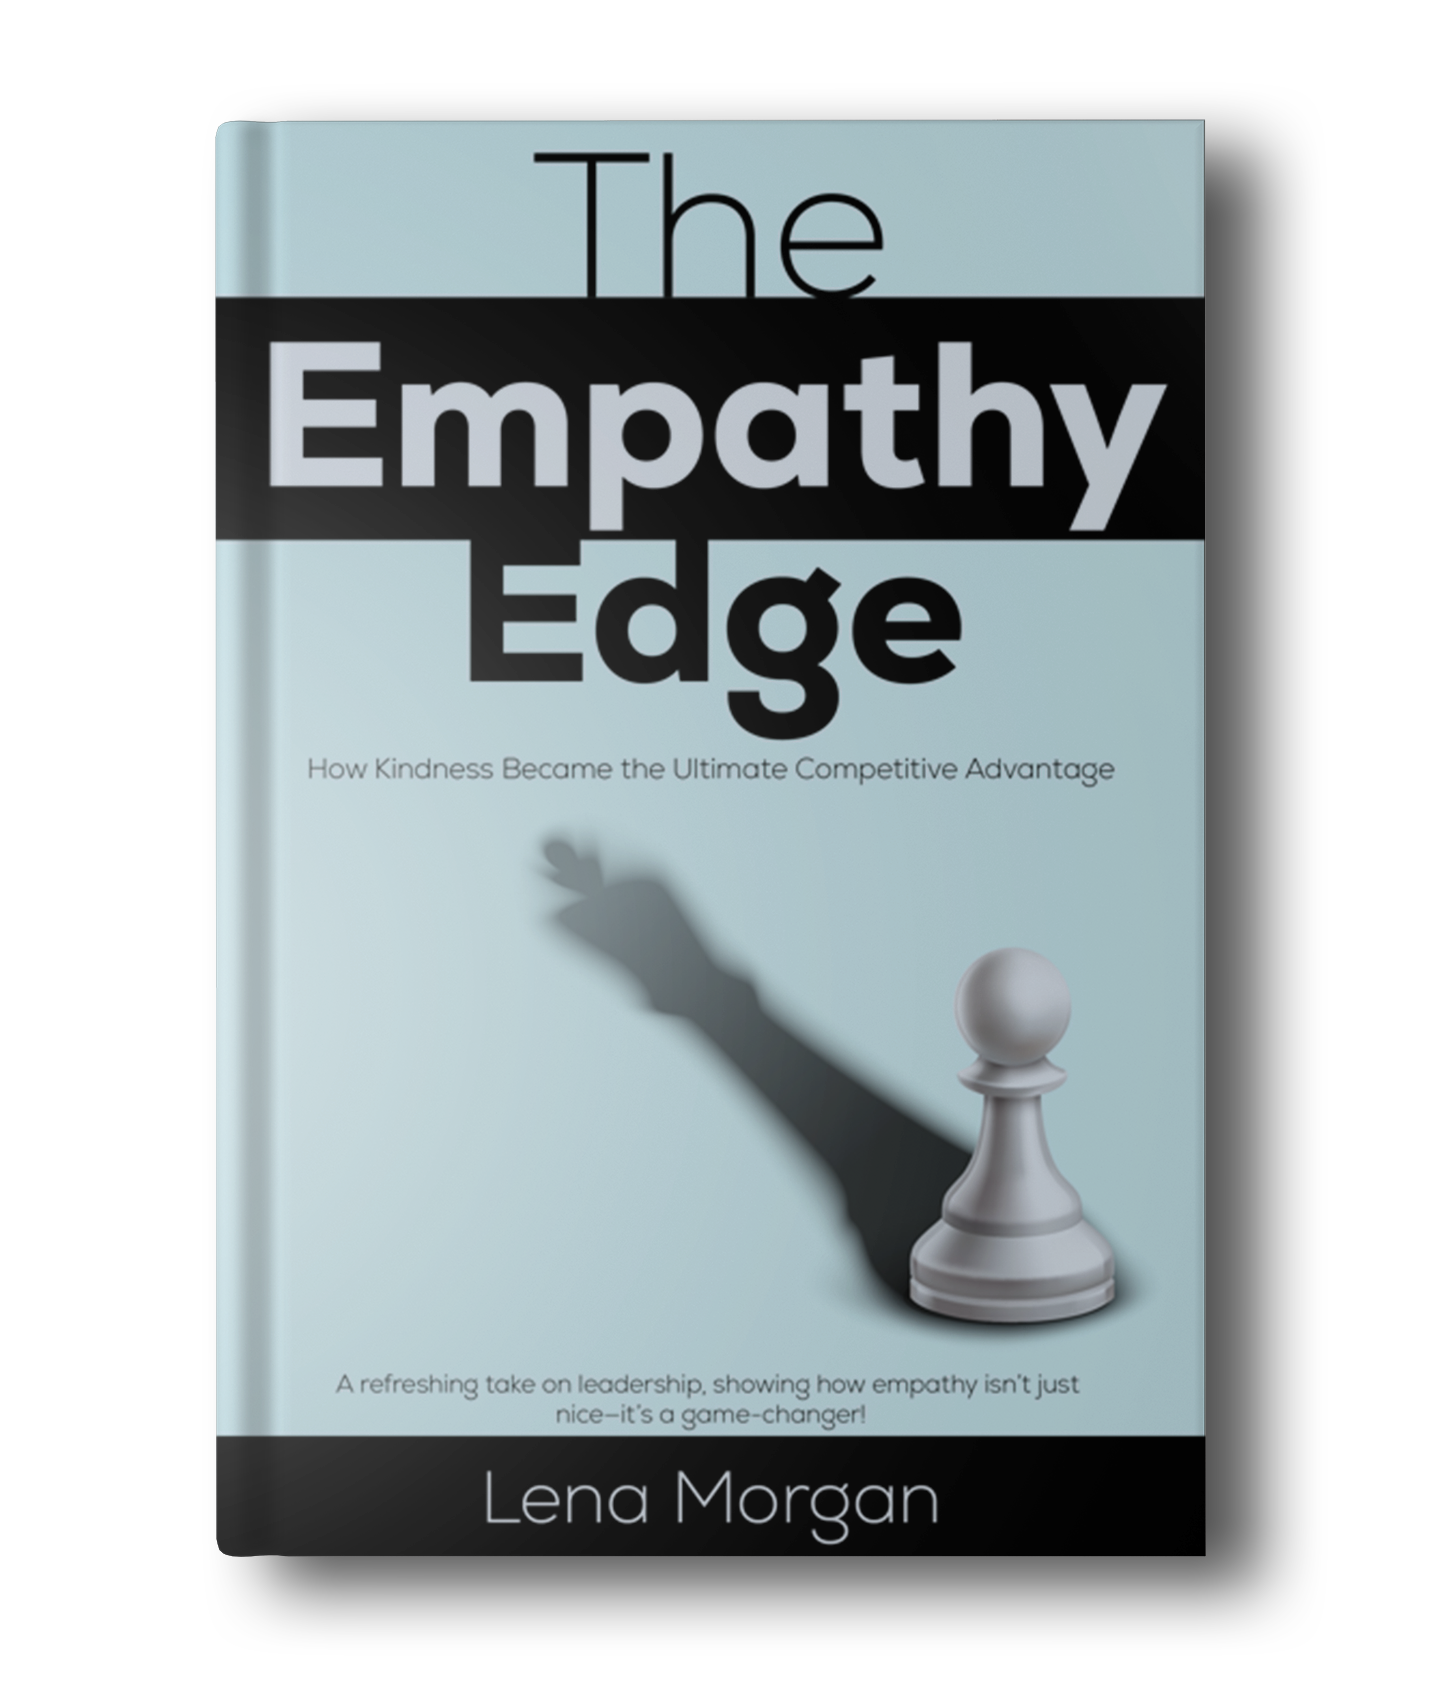 The
Empathy
Edge
How Kindness Became the Ultimate Competitive Advantage
A refreshing take on leadership, showing how empathy isn't just
nice—it's a game-changer!
Lena Morgan